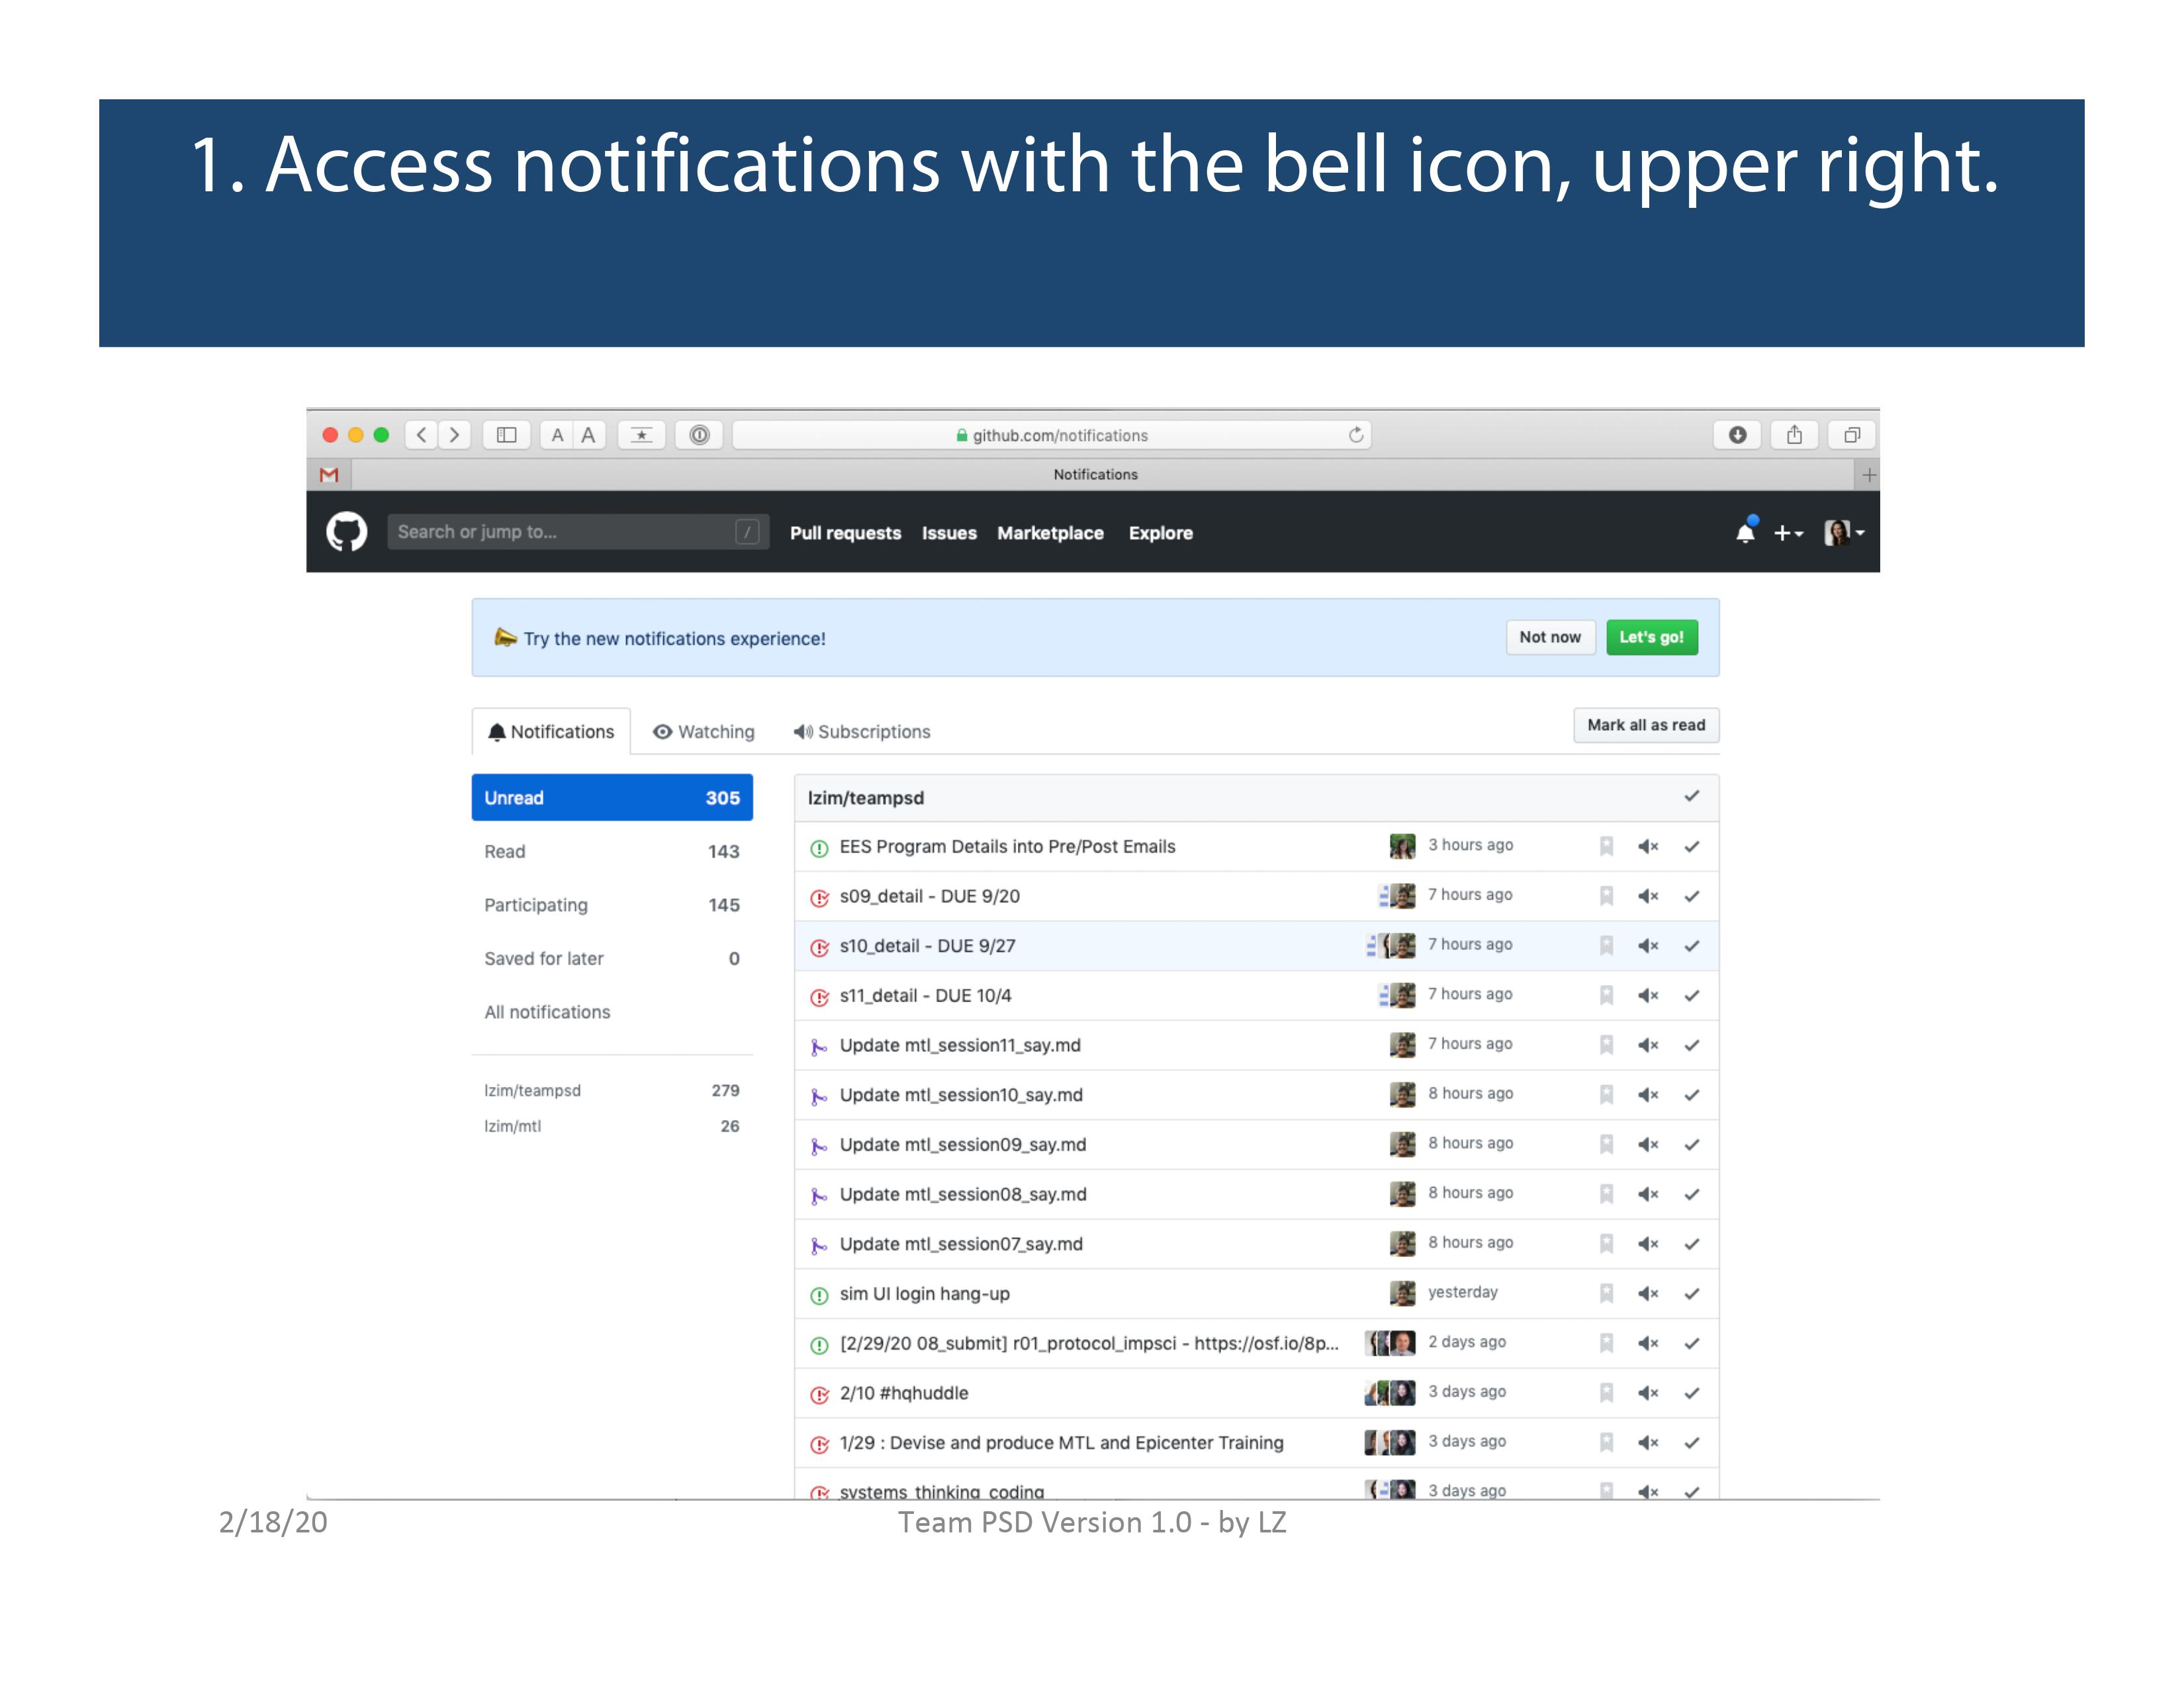 1. Access notifications with the bell icon, upper right.
A A
github.com/notifications
Notifications
Search or jump to... /
Pull requests Issues Marketplace Explore
Try the new notifications experience! Not now Let's go!
Notifications Watching Subscriptions Mark all as read
Unread 305
Read 143
Participating 145
Saved for later 0
All notifications
lzim/teampsd 279
lzim/mtl 26
lzim/teampsd
EES Program Details into Pre/Post Emails 3 hours ago
s09_detail - DUE 9/20 7 hours ago
s10_detail - DUE 9/27 7 hours ago
s11_detail - DUE 10/4 7 hours ago
Update mtl_session11_say.md 7 hours ago
Update mtl_session10_say.md 8 hours ago
Update mtl_session09_say.md 8 hours ago
Update mtl_session08_say.md 8 hours ago
Update mtl_session07_say.md 8 hours ago
sim UI login hang-up yesterday
[2/29/20 08_submit] r01_protocol_impsci - https://osf.io/8p... 2 days ago
2/10 #hqhuddle 3 days ago
1/29 : Devise and produce MTL and Epicenter Training 3 days ago
systems_thinking_coding 3 days ago
2/18/20 Team PSD Version 1.0 - by LZ